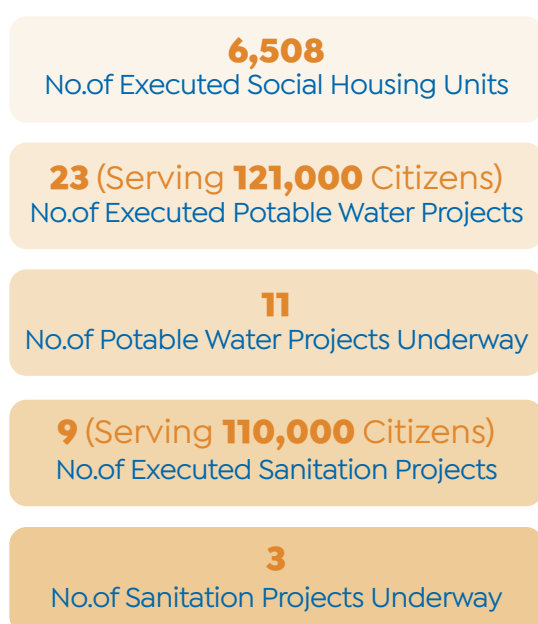 6,508
No.of Executed Social Housing Units
23 (Serving 121,000 Citizens)
No.of Executed Potable Water Projects
11
No.of Potable Water Projects Underway
9 (Serving 110,000 Citizens)
No.of Executed Sanitation Projects
3
No.of Sanitation Projects Underway